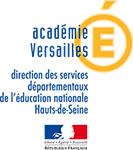 académie
Versailles
É
direction des services
départementaux
de l'éducation nationale
Hauts-de-Seine
Liberté • Égalité • Fraternité
RÉPUBLIQUE FRANÇAISE